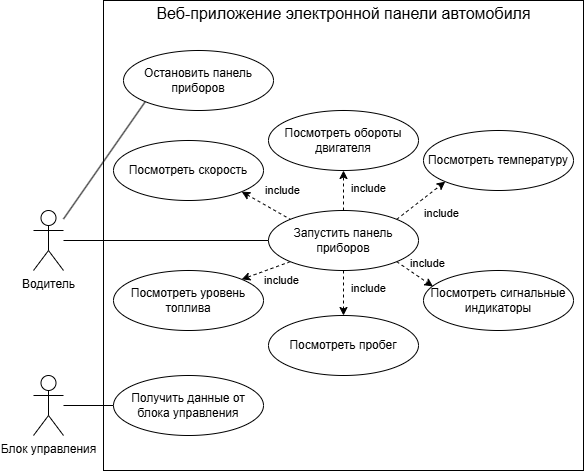 Веб-приложение электронной панели автомобиля
Остановить панель
приборов
Посмотреть обороты
двигателя
Посмотреть скорость
Посмотреть температуру
include
include
include
Запустить панель
приборов
Водитель
include
include
include
Посмотреть уровень
топлива
Посмотреть сигнальные
индикаторы
Посмотреть пробег
Получить данные от
блока управления
Блок управления